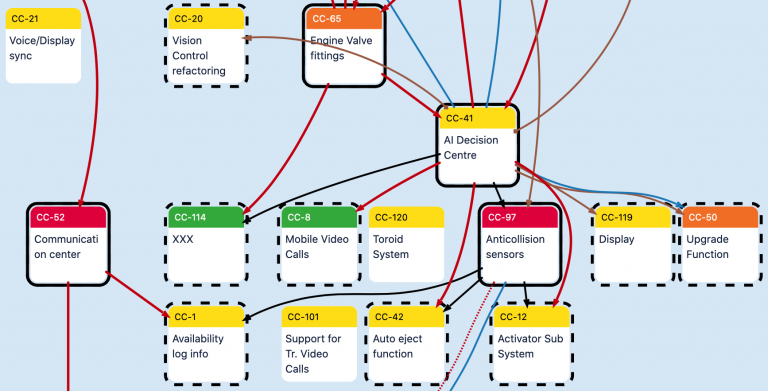 CC-21
Voice/Display
sync
CC-20
Vision
Control
refactoring
CC-65
Engine Valve
fittings
CC-41
AI Decision
Centre
CC-52
Communicati
on center
CC-114
XXX
CC-8
Mobile Video
Calls
CC-120
Toroid
System
CC-97
Anticollision
sensors
CC-119
Display
CC-50
Upgrade
Function
CC-1
Availability
log info
CC-101
Support for
Tr. Video
Calls
CC-42
Auto eject
function
CC-12
Activator Sub
System